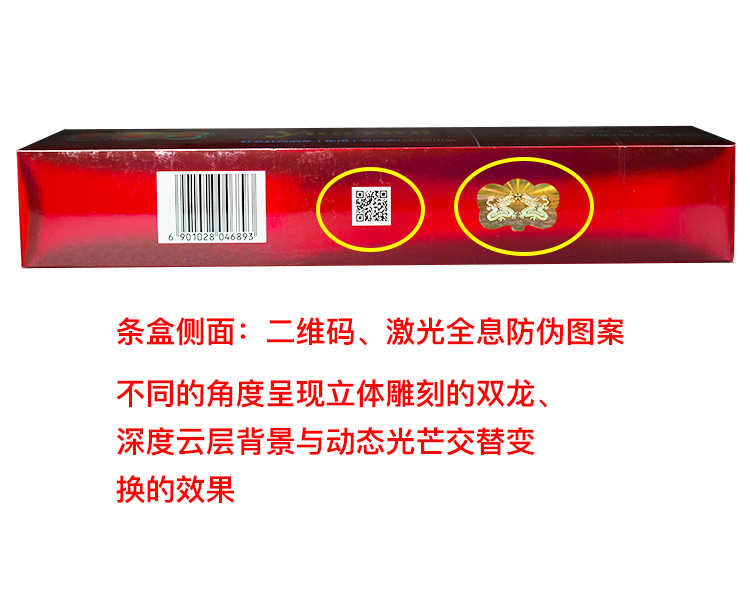 6 901028 046893
条盒侧面：二维码、激光全息防伪图案
不同的角度呈现立体雕刻的双龙、
深度云层背景与动态光芒交替变
换的效果